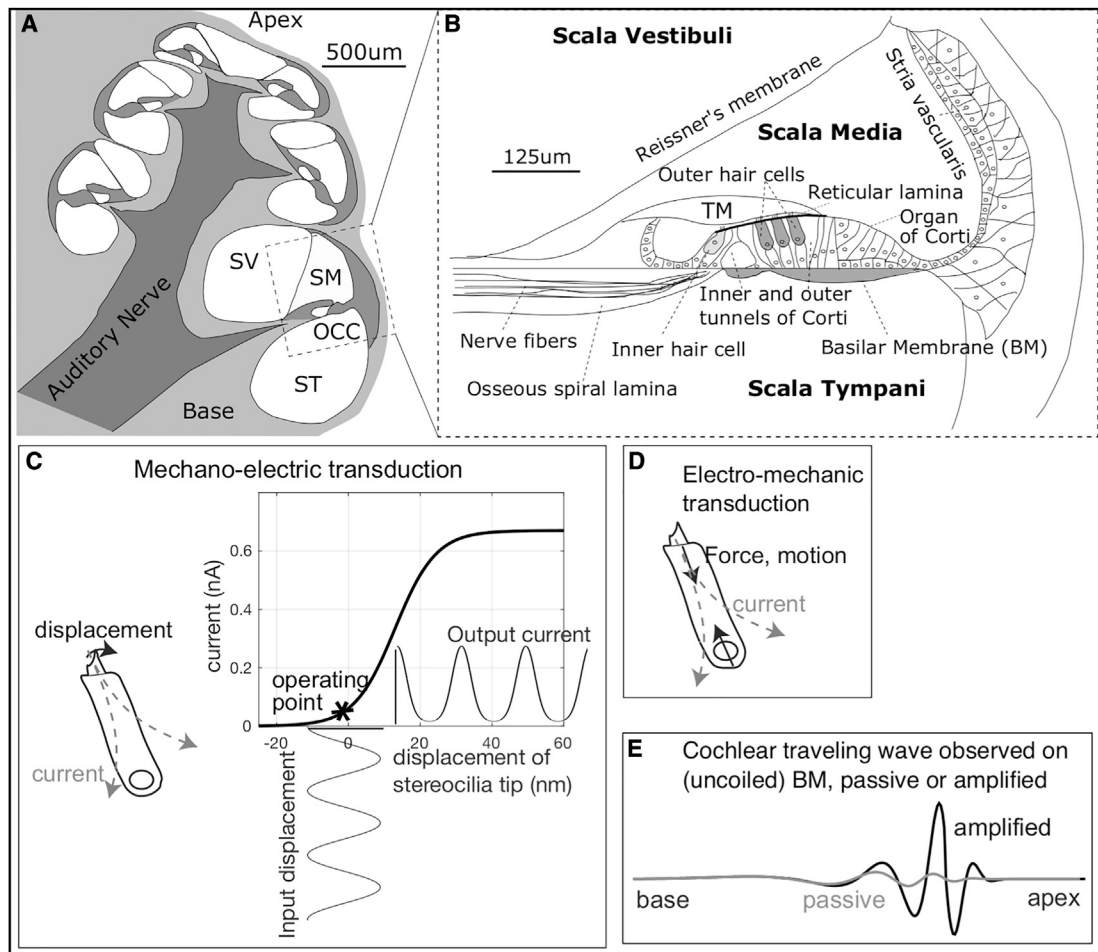 A
Apex
500um
SV
SM
OCC
ST
Auditory Nerve
Base
B
Scala Vestibuli
Reissner's membrane
Stria vascularis
Scala Media
125um
Outer hair cells
Reticular lamina
TM
Organ
of Corti
Inner and outer
tunnels of Corti
Nerve fibers
Inner hair cell
Basilar Membrane (BM)
Osseous spiral lamina
Scala Tympani
C
Mechano-electric transduction
displacement
current
current (nA)
0.6
0.4
0.2
0
operating
point
Output current
-20
0
20
40
60
displacement of
stereocilia tip (nm)
Input displacement
D
Electro-mechanic
transduction
Force, motion
current
E
Cochlear traveling wave observed on
(uncoiled) BM, passive or amplified
amplified
base
passive
apex